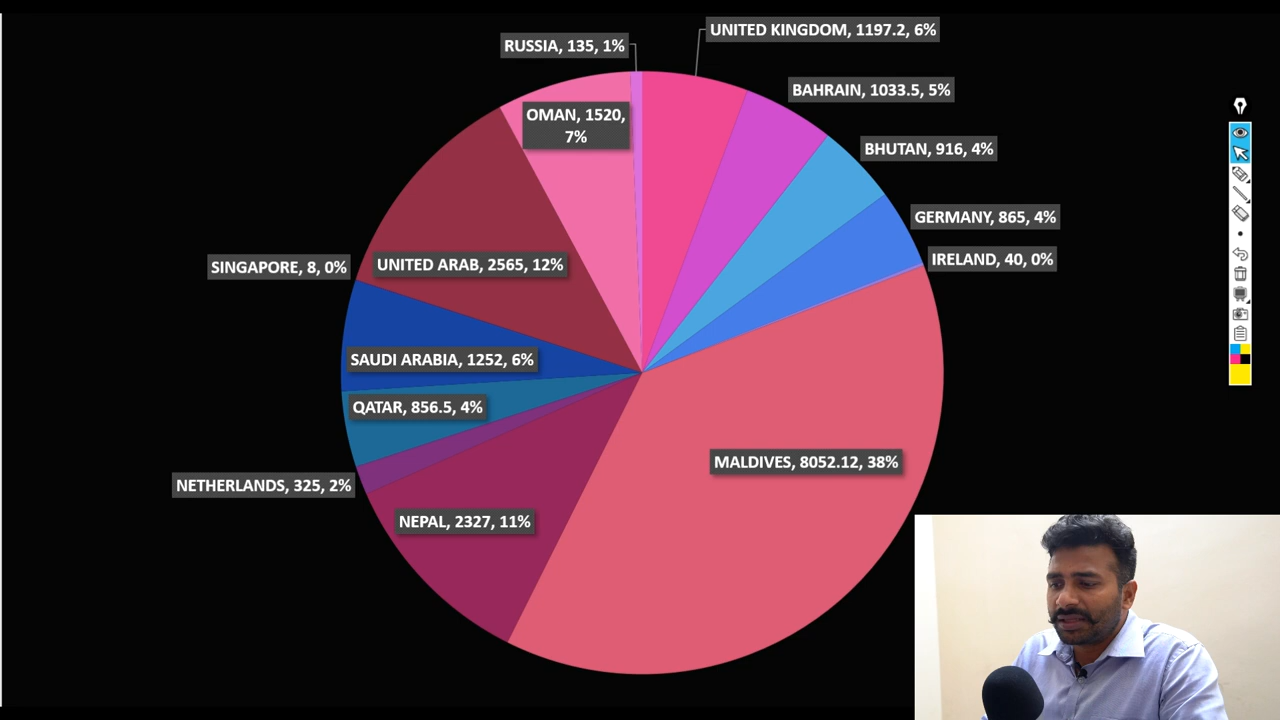 UNITED KINGDOM, 1197.2, 6%
RUSSIA, 135, 1%
BAHRAIN, 1033.5, 5%
OMAN, 1520,
7%
BHUTAN, 916, 4%
GERMANY, 865, 4%
IRELAND, 40, 0%
SINGAPORE, 8, 0%
UNITED ARAB, 2565, 12%
SAUDI ARABIA, 1252, 6%
QATAR, 856.5, 4%
MALDIVES, 8052.12, 38%
NETHERLANDS, 325, 2%
NEPAL, 2327, 11%